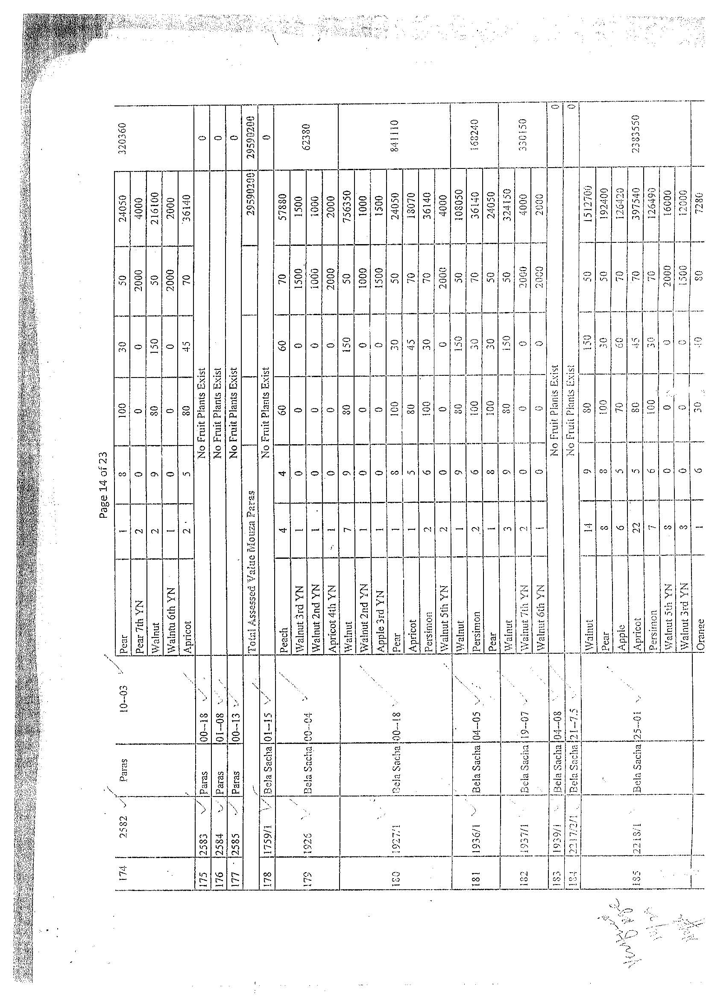 Page 14 of 23
174 2582 Paras 10--03 Pear 1 8 100 30 50 24050 320360
Pear 7th YN 2 0 0 0 2000 4000
Walnut 2 9 80 150 50 216100
Walntu 6th YN 1 0 0 0 2000 2000
Apricot 2 5 80 45 70 36140
175 2583 Paras 00--18 No Fruit Plants Exist 0
176 2584 Paras 01--08 No Fruit Plants Exist 0
177 2585 Paras 00--13 No Fruit Plants Exist 0
Total Assessed Value Mouza Paras 29590200 29590200
178 1759/1 Bela Sacha 01--15 No Fruit Plants Exist 0
Peach 4 4 60 60 70 57880
Walnut 3rd YN 1 0 0 0 1500 1500
179 1926 Bela Sacha 00--04 62380
Walnut 2nd YN 1 0 0 0 1000 1000
Apricot 4th YN 1 0 0 0 2000 2000
Walnut 7 9 80 150 50 756350
Walnut 2nd YN 1 0 0 0 1000 1000
Apple 3rd YN 1 0 0 0 1500 1500
180 1927/1 Bela Sacha 00--18 Pear 1 8 100 30 50 24050 841110
Apricot 1 5 80 45 70 18070
Persimon 2 6 100 30 70 36140
Walnut 5th YN 2 0 0 0 2000 4000
Walnut 1 9 80 150 50 108050
181 1936/1 Bela Sacha 04--05 Persimon 2 6 100 30 70 36140 168240
Pear 1 8 100 30 50 24050
Walnut 3 9 80 150 50 324150
182 1937/1 Bela Sacha 19--07 Walnut 7th YN 2 0 0 0 2000 4000 330150
Walnut 6th YN 1 0 0 0 2000 2000
183 1939/1 Bela Sacha 04--08 No Fruit Plants Exist 0
184 2217/2/1 Bela Sacha 21--7.5 No Fruit Plants Exist 0
Walnut 14 9 80 150 50 1512700
Pear 8 8 100 30 50 192400
Apple 6 5 70 60 70 126420
185 2218/1 Bela Sacha 25--01 Apricot 22 5 80 45 70 397540 2383550
Persimon 7 6 100 30 70 126490
Walnut 5th YN 8 0 0 0 2000 16000
Walnut 3rd YN 8 0 0 0 1500 12000
Orange 1 6 30 40 80 7280